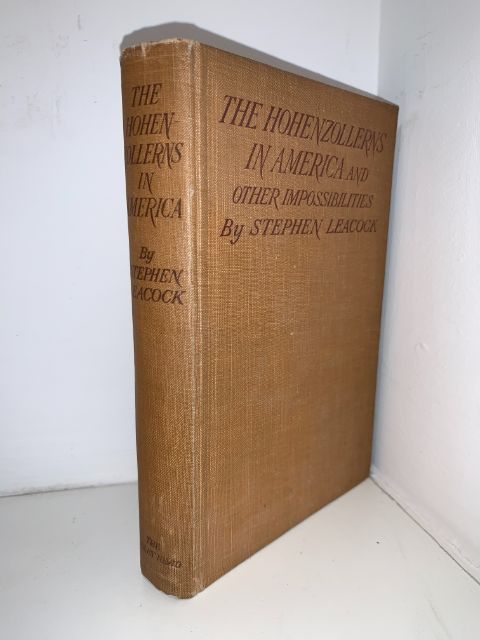 THE
HOHEN-
ZOLLERNS
IN
AMERICA
By
STEPHEN
LEACOCK
THE
HEAD
THE HOHENZOLLERNS
IN AMERICA AND
OTHER IMPOSSIBILITIES
By STEPHEN LEACOCK